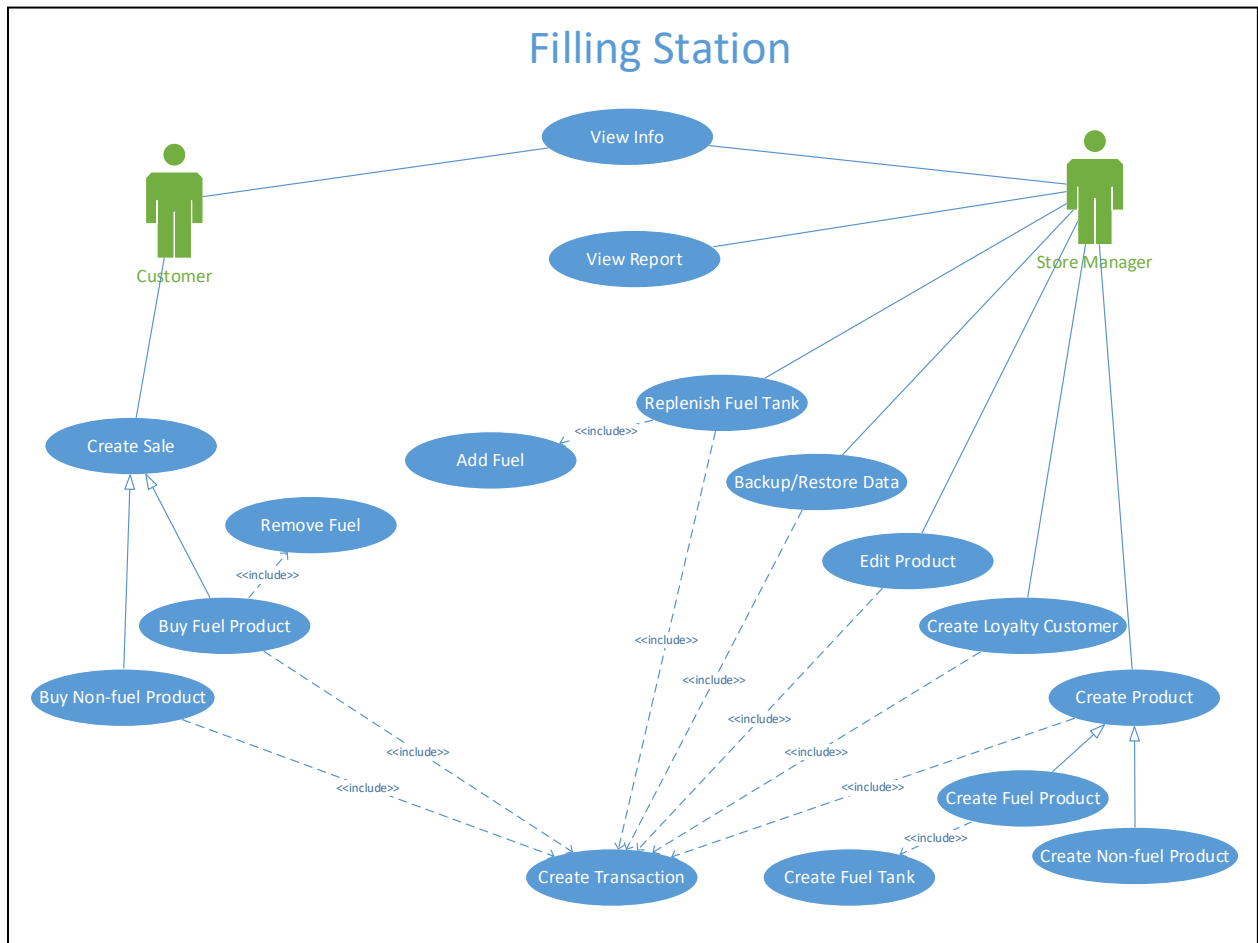 Filling Station
View Info
Customer
View Report
Store Manager
Replenish Fuel Tank
<<include>>
Create Sale
Add Fuel
Backup/Restore Data
Remove Fuel
Edit Product
<<include>>
Buy Fuel Product
Create Loyalty Customer
<<include>>
Buy Non-fuel Product
<<include>>
Create Product
<<include>>
<<include>>
<<include>>
<<include>>
<<include>>
Create Fuel Product
<<include>>
Create Non-fuel Product
Create Transaction
Create Fuel Tank